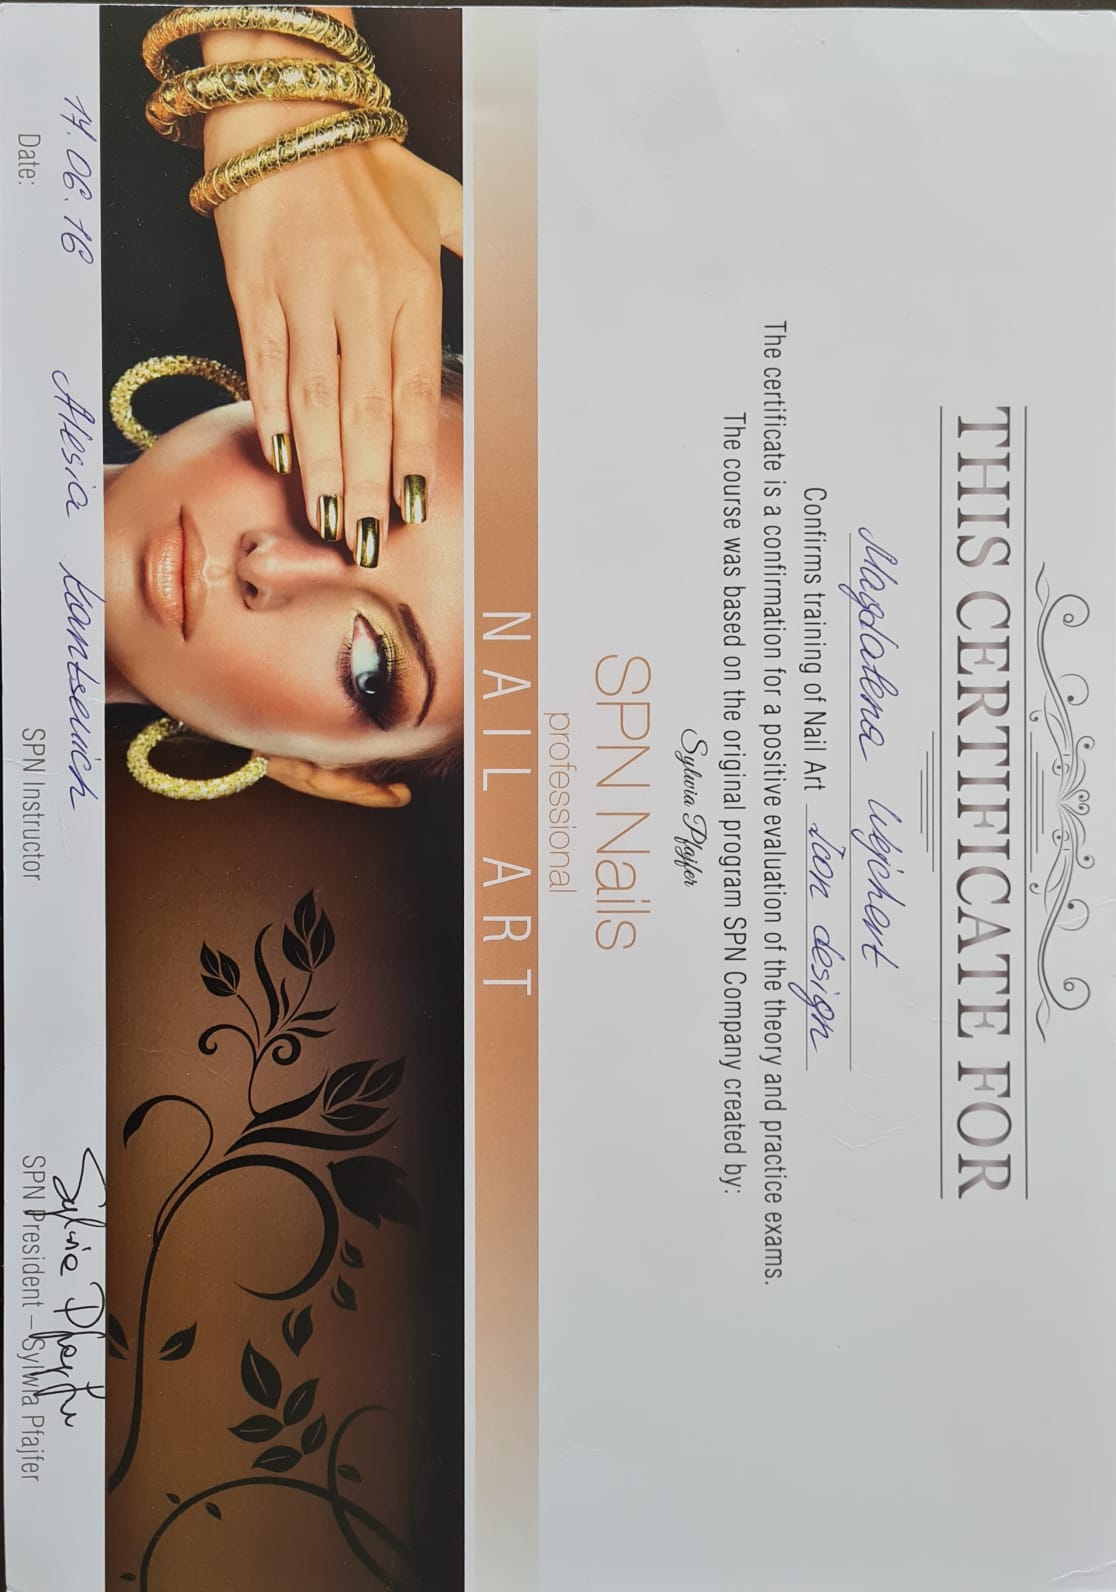 THIS CERTIFICATE FOR
Magdalena Wejchert
Confirms training of Nail Art Icon design
The certificate is a confirmation for a positive evaluation of the theory and practice exams.
The course was based on the original program SPN Company created by:
Sylwia Pfajfer
SPN Nails
professional
NAIL ART
17.06.16 Alesia Kantsevich Sylwia Pfajfer
Date: SPN Instructor SPN President – Sylwia Pfajfer